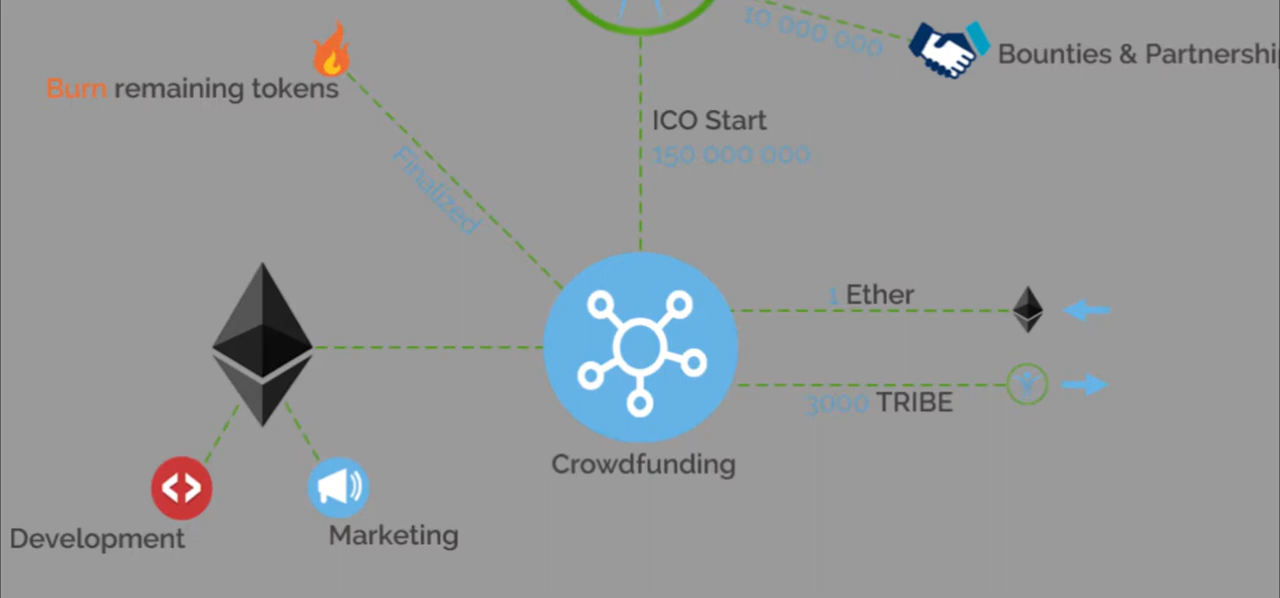 10 000 000
Bounties & Partnershi
Burn remaining tokens
ICO Start
150 000 000
Finalized
1 Ether
3000 TRIBE
Crowdfunding
Development
Marketing